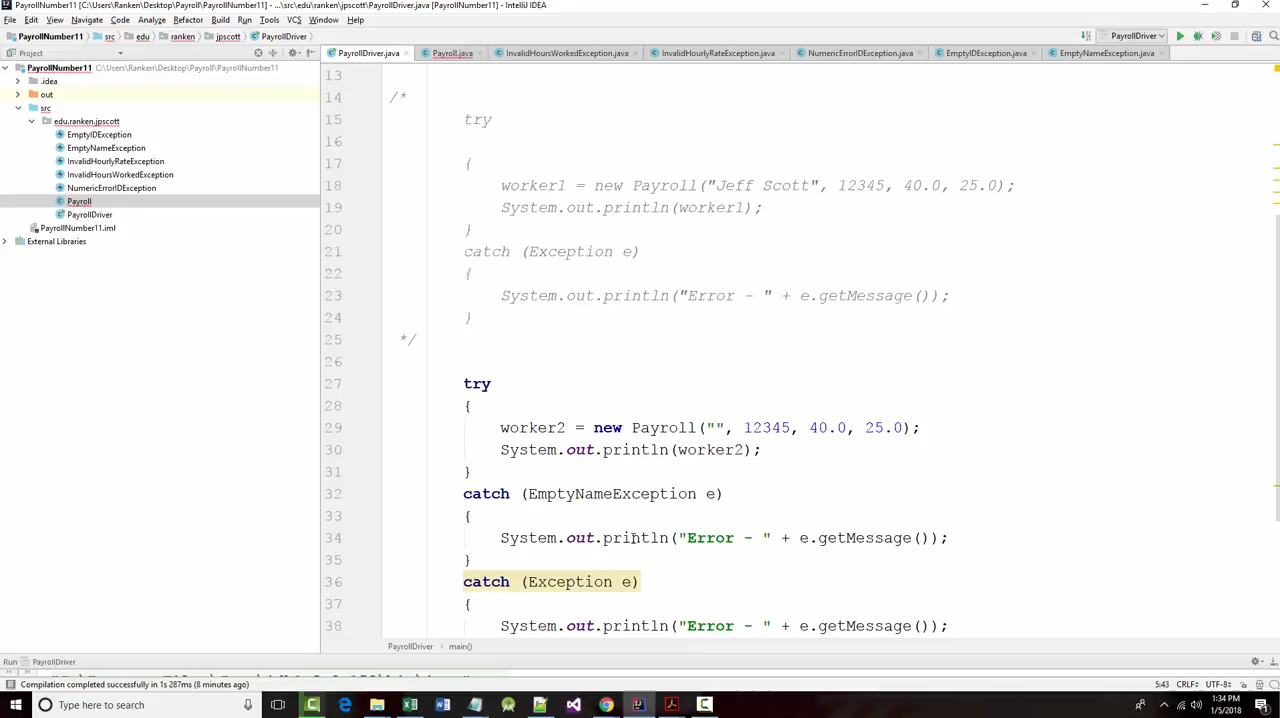 PayrollNumber11 [C:\Users\Ranken\Desktop\Payroll\PayrollNumber11] - ...\src\edu\ranken\jpscott\PayrollDriver.java [PayrollNumber11] - IntelliJ IDEA
File Edit View Navigate Code Analyze Refactor Build Run Tools VCS Window Help
PayrollNumber11 src edu ranken jpscott PayrollDriver PayrollDriver
Project PayrollDriver.java Payroll.java InvalidHoursWorkedException.java InvalidHourlyRateException.java NumericErrorIDException.java EmptyIDException.java EmptyNameException.java
PayrollNumber11 C:\Users\Ranken\Desktop\Payroll\PayrollNumber11
.idea
out
src
edu.ranken.jpscott
EmptyIDException
EmptyNameException
InvalidHourlyRateException
InvalidHoursWorkedException
NumericErrorIDException
Payroll
PayrollDriver
PayrollNumber11.iml
External Libraries
13
14 /*
15 try
16
17 {
18 worker1 = new Payroll("Jeff Scott", 12345, 40.0, 25.0);
19 System.out.println(worker1);
20 }
21 catch (Exception e)
22 {
23 System.out.println("Error - " + e.getMessage());
24 }
25 */
26
27 try
28 {
29 worker2 = new Payroll("", 12345, 40.0, 25.0);
30 System.out.println(worker2);
31 }
32 catch (EmptyNameException e)
33 {
34 System.out.println("Error - " + e.getMessage());
35 }
36 catch (Exception e)
37 {
38 System.out.println("Error - " + e.getMessage());
PayrollDriver main()
Run PayrollDriver
Compilation completed successfully in 1s 287ms (8 minutes ago) 5:43 CRLF UTF-8
Type here to search
1:34 PM
1/5/2018